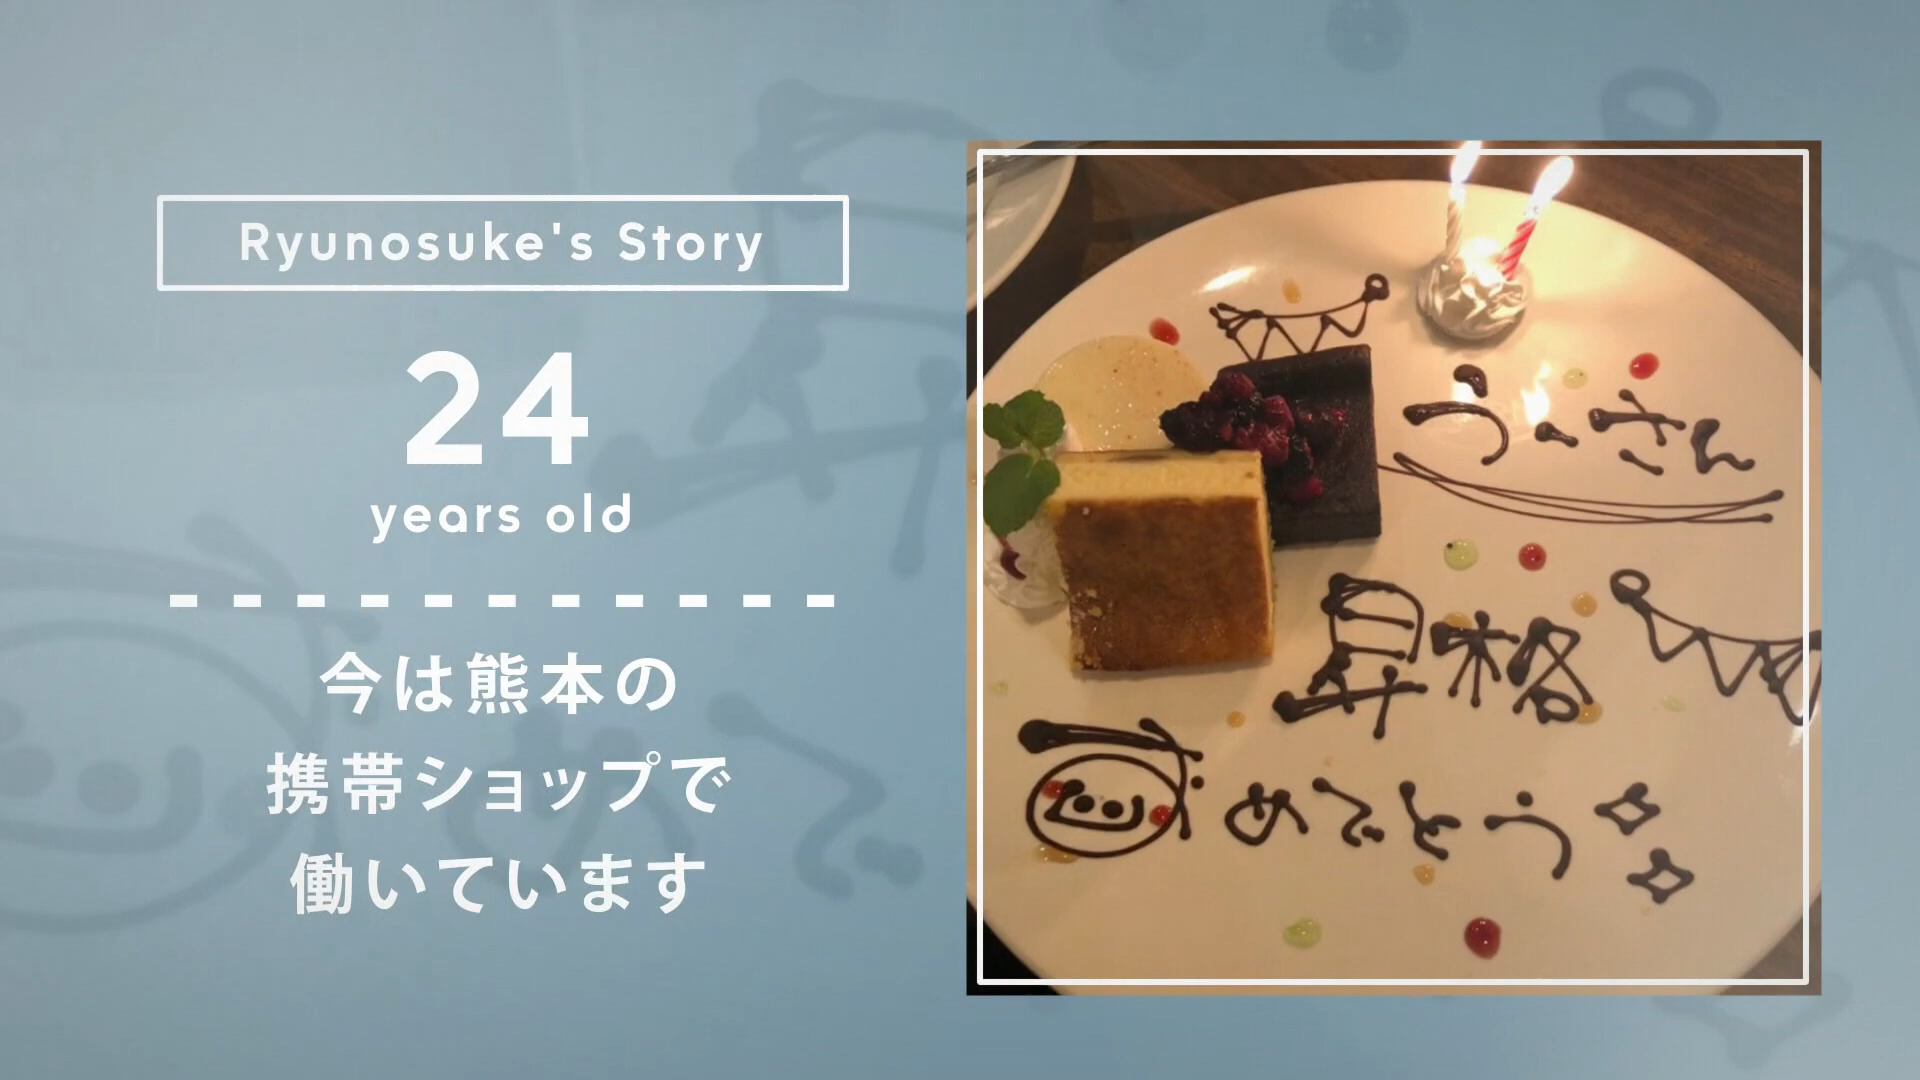 Ryunosuke's Story
24
years old
今は熊本の
携帯ショップで
働いています
うぃさん
昇格
おめでとう